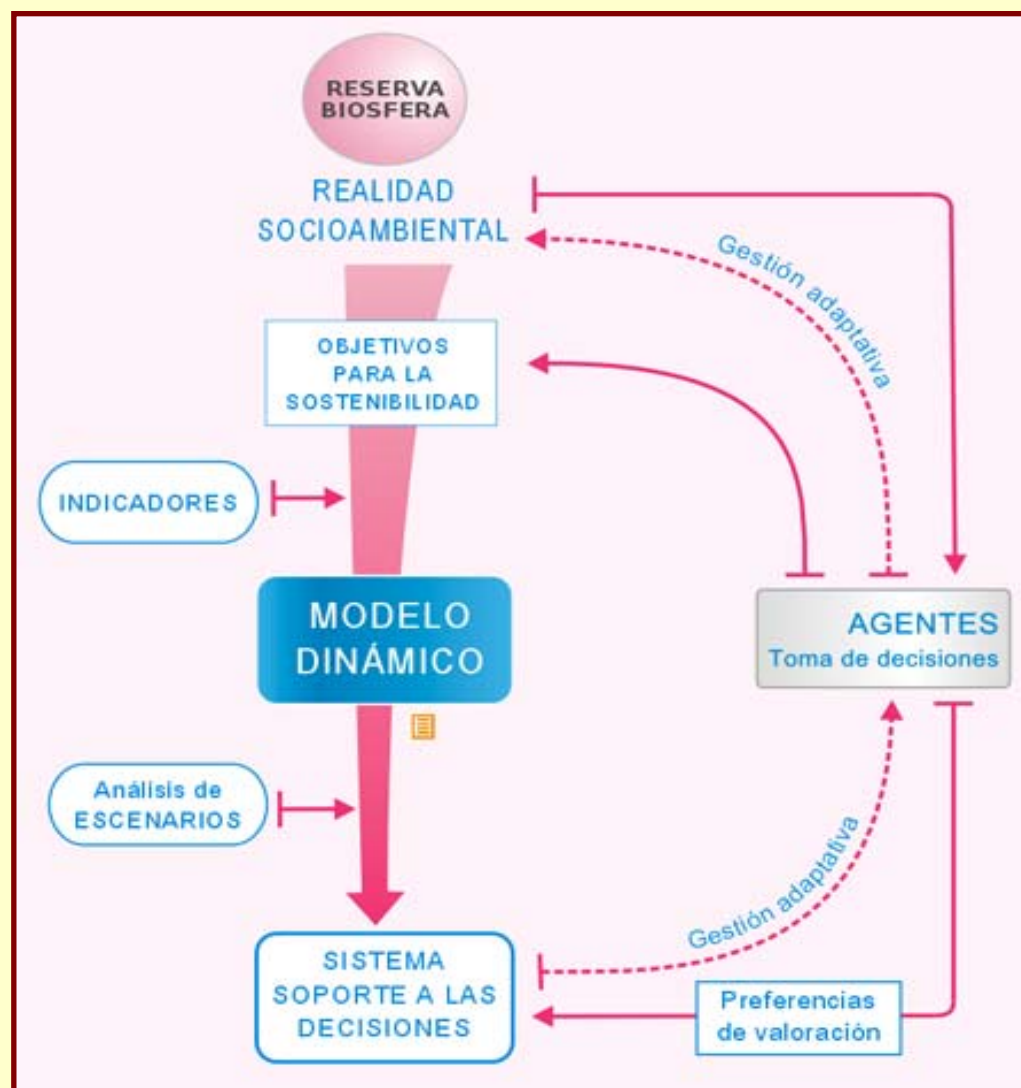 RESERVA
BIOSFERA
REALIDAD
SOCIOAMBIENTAL
Gestión adaptativa
OBJETIVOS
PARA LA
SOSTENIBILIDAD
INDICADORES
MODELO
DINÁMICO
AGENTES
Toma de decisiones
Análisis de
ESCENARIOS
Gestión adaptativa
SISTEMA
SOPORTE A LAS
DECISIONES
Preferencias
de valoración